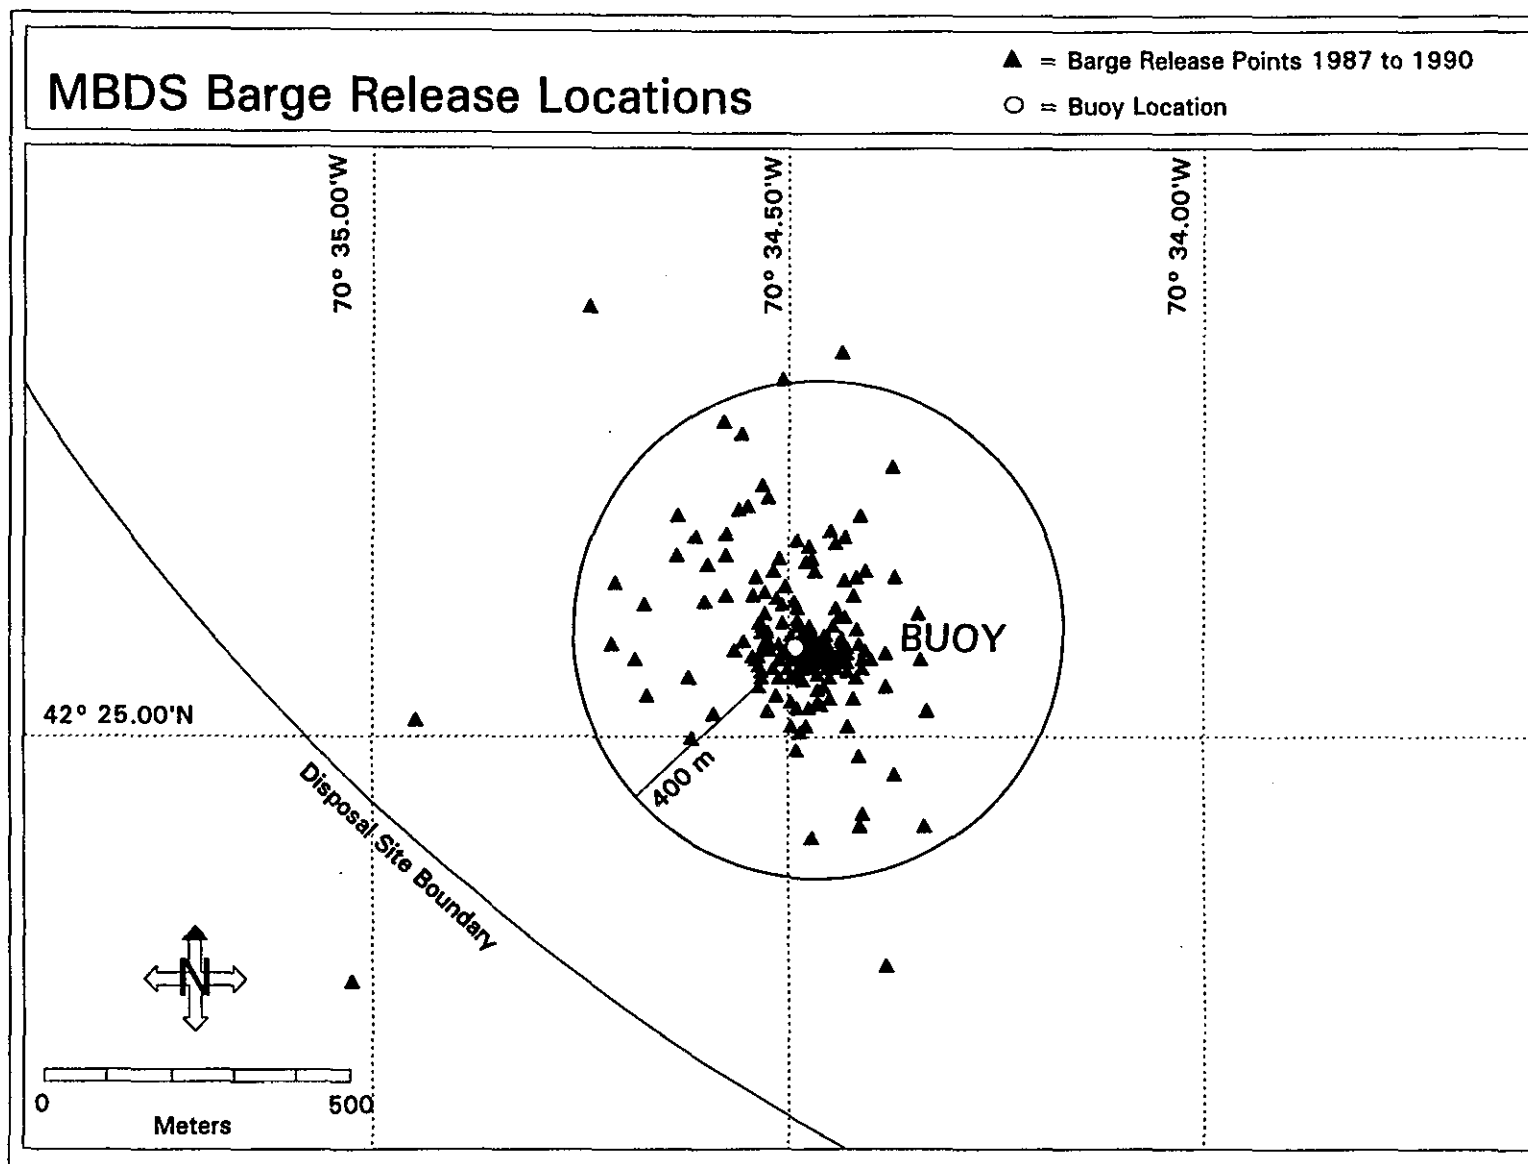 MBDS Barge Release Locations
▲ = Barge Release Points 1987 to 1990
○ = Buoy Location
70° 35.00'W
70° 34.50'W
70° 34.00'W
BUOY
42° 25.00'N
400 m
Disposal Site Boundary
N
0 500
Meters